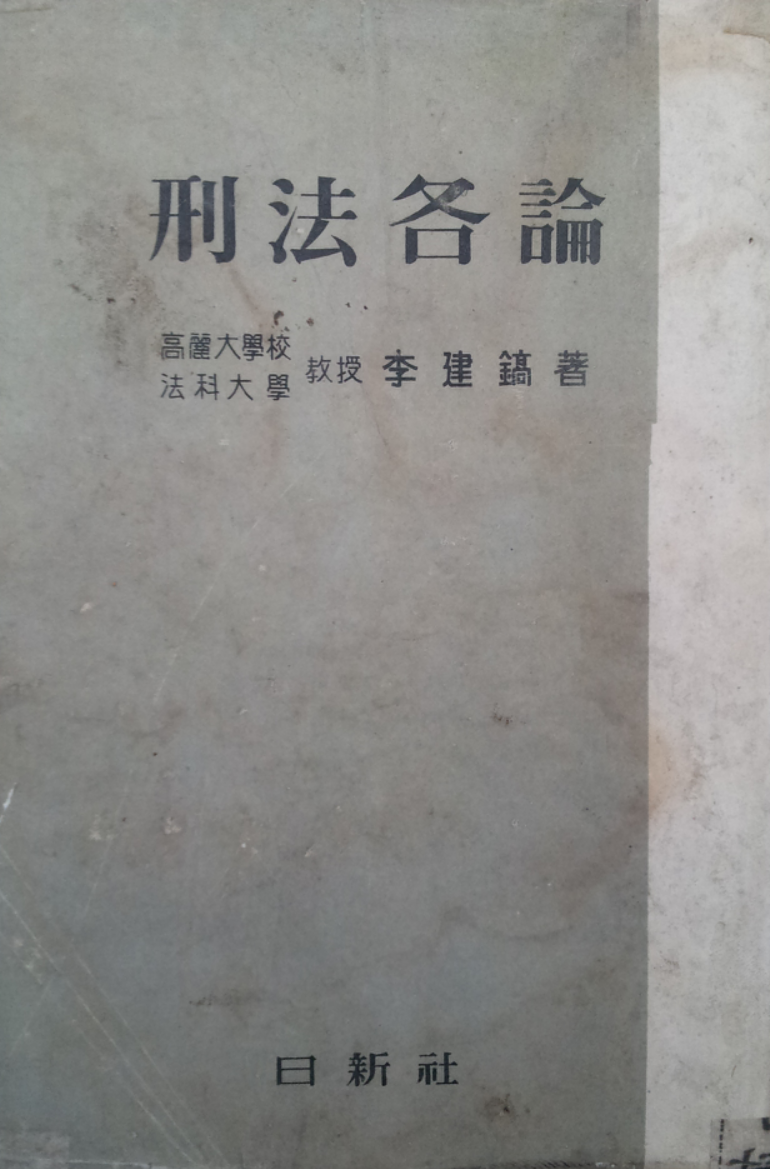 刑法各論
高麗大學校
法科大學
教授 李建鎬 著
日新社